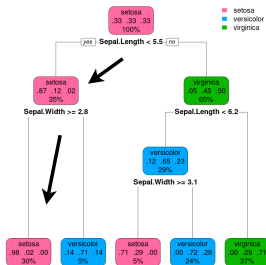 setosa
versicolor
virginica
setosa
.33 .33 .33
100%
yes Sepal.Length < 5.5 no
setosa
.87 .12 .02
35%
virginica
.05 .45 .50
65%
Sepal.Width >= 2.8
Sepal.Length < 6.2
versicolor
.12 .65 .23
29%
Sepal.Width >= 3.1
setosa
.98 .02 .00
30%
versicolor
.14 .71 .14
5%
setosa
.71 .29 .00
5%
versicolor
.00 .72 .28
24%
virginica
.00 .29 .71
37%